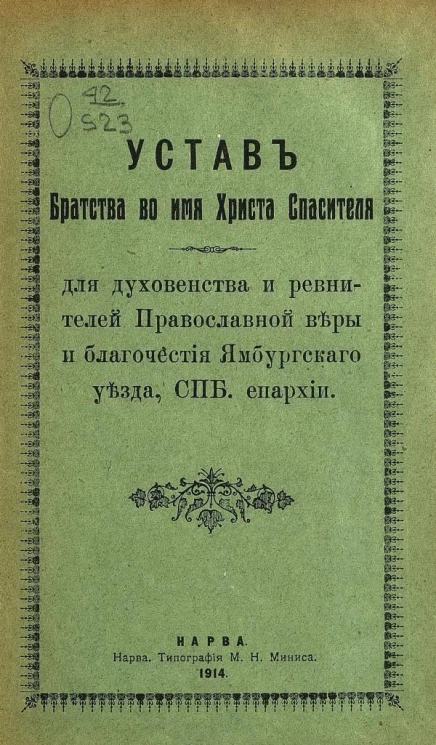 42
523
УСТАВЪ
Братства во имя Христа Спасителя
для духовенства и ревни-
телей Православной вѣры
и благочестія Ямбургскаго
уѣзда, СПБ. епархіи.
НАРВА.
Нарва. Типографія М. Н. Миниса.
1914.